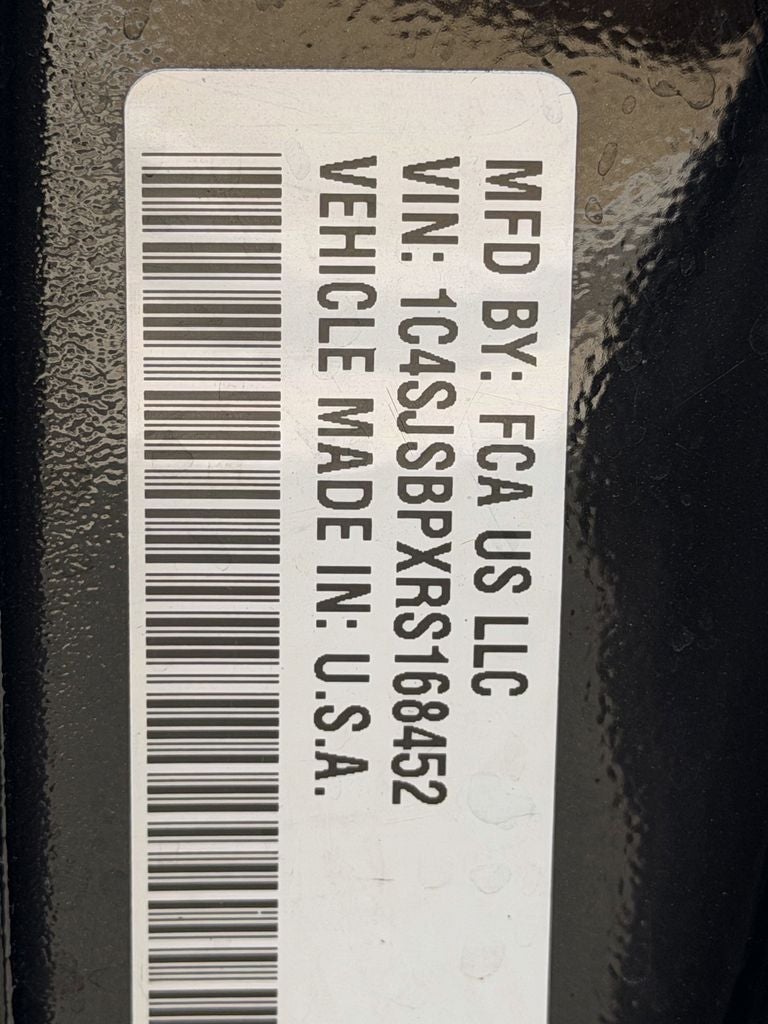 MFD BY: FCA US LLC
VIN: 1C4SJSBPXRS168452
VEHICLE MADE IN: U.S.A.